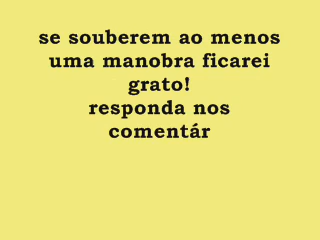 se souberem ao menos
uma manobra ficarei
grato!
responda nos
comentár